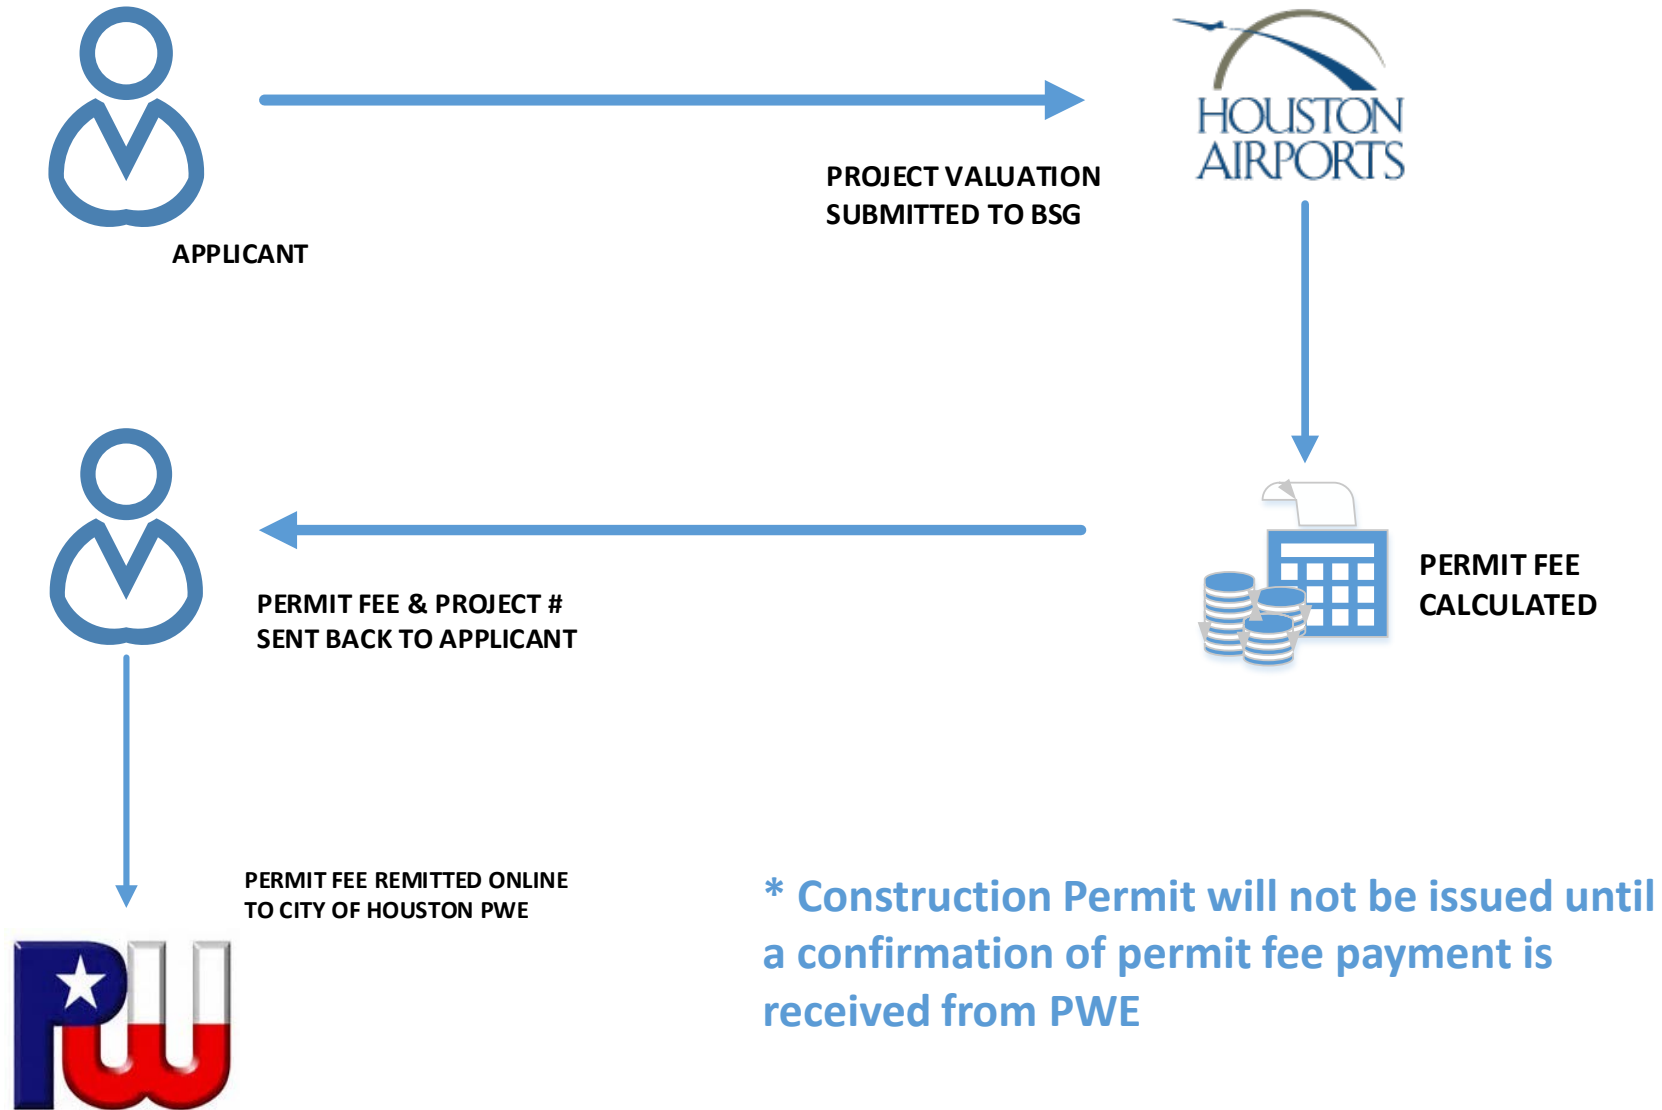 HOUSTON
AIRPORTS
PROJECT VALUATION
SUBMITTED TO BSG
APPLICANT
PERMIT FEE
CALCULATED
PERMIT FEE & PROJECT #
SENT BACK TO APPLICANT
PERMIT FEE REMITTED ONLINE
TO CITY OF HOUSTON PWE
* Construction Permit will not be issued until
a confirmation of permit fee payment is
received from PWE
PW